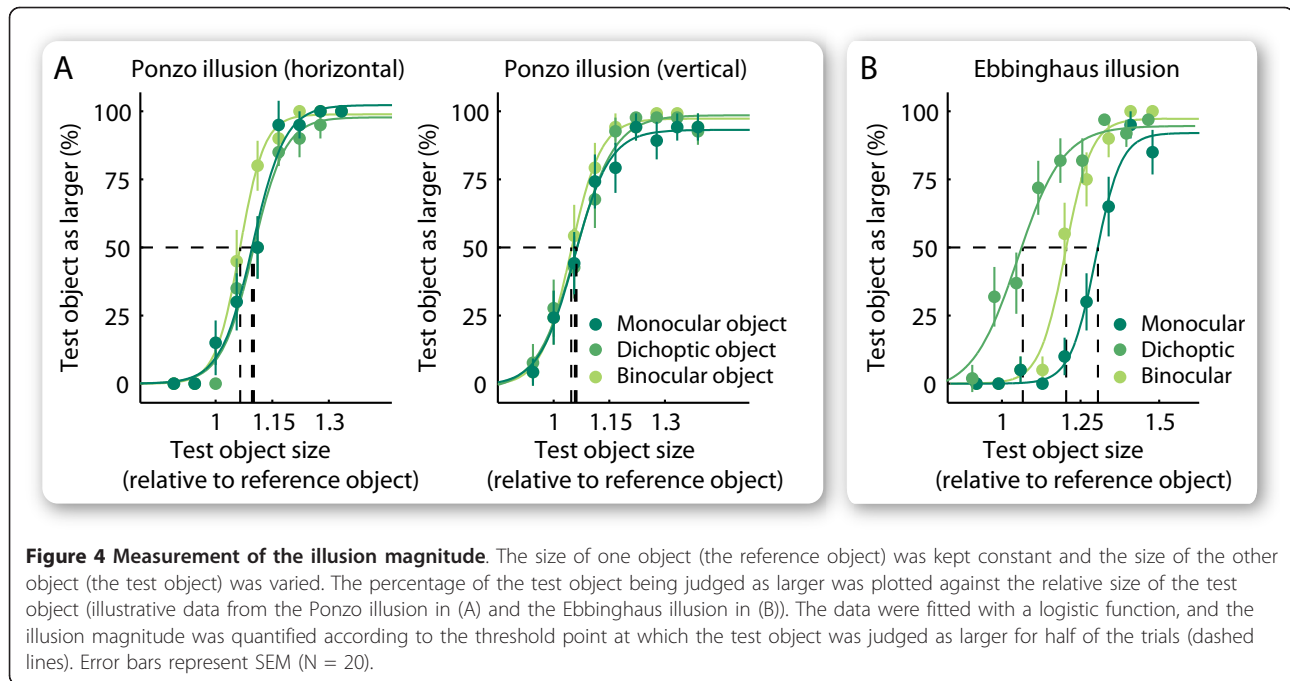 A
Ponzo illusion (horizontal)
Test object as larger (%)
100
75
50
25
0
1
1.15
1.3
Test object size
(relative to reference object)
Ponzo illusion (vertical)
Test object as larger (%)
100
75
50
25
0
Monocular object
Dichoptic object
Binocular object
1
1.15
1.3
Test object size
(relative to reference object)
B
Ebbinghaus illusion
Test object as larger (%)
100
75
50
25
0
Monocular
Dichoptic
Binocular
1
1.25
1.5
Test object size
(relative to reference object)
Figure 4 Measurement of the illusion magnitude. The size of one object (the reference object) was kept constant and the size of the other
object (the test object) was varied. The percentage of the test object being judged as larger was plotted against the relative size of the test
object (illustrative data from the Ponzo illusion in (A) and the Ebbinghaus illusion in (B)). The data were fitted with a logistic function, and the
illusion magnitude was quantified according to the threshold point at which the test object was judged as larger for half of the trials (dashed
lines). Error bars represent SEM (N = 20).